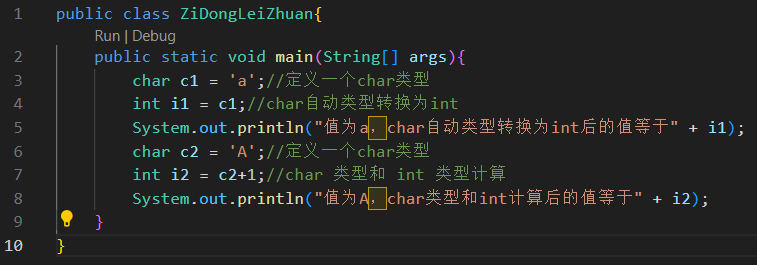 1 public class ZiDongLeiZhuan{
Run | Debug
2 public static void main(String[] args){
3 char c1 = 'a';//定义一个char类型
4 int i1 = c1;//char自动类型转换为int
5 System.out.println("值为a，char自动类型转换为int后的值等于" + i1);
6 char c2 = 'A';//定义一个char类型
7 int i2 = c2+1;//char 类型和 int 类型计算
8 System.out.println("值为A，char类型和int计算后的值等于" + i2);
9 }
10 }